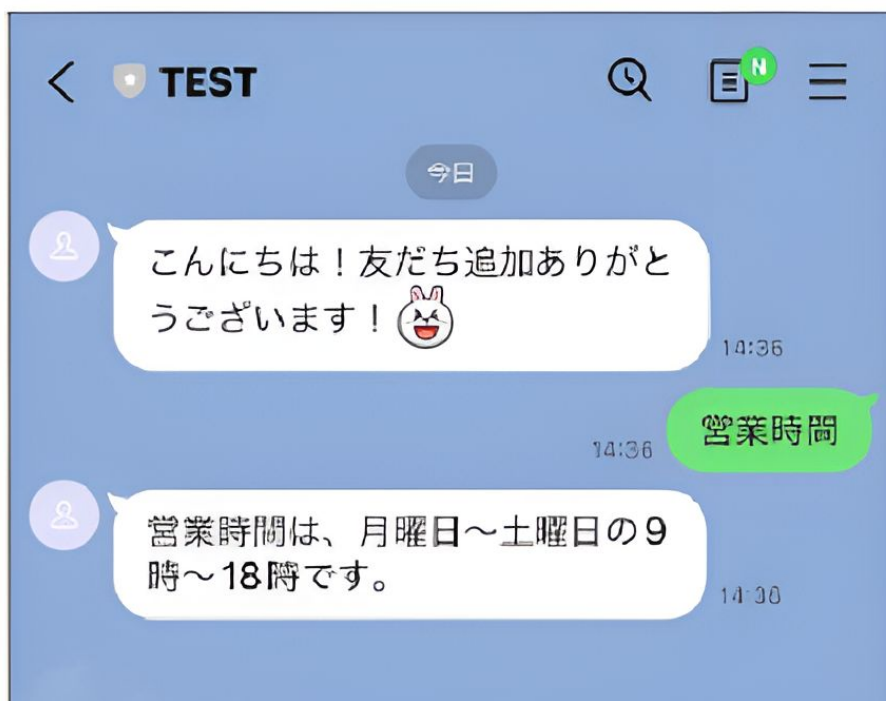 TEST
N
今日
こんにちは！友だち追加ありがと
うございます！
14:36
営業時間
14:36
営業時間は、月曜日～土曜日の9
時～18時です。